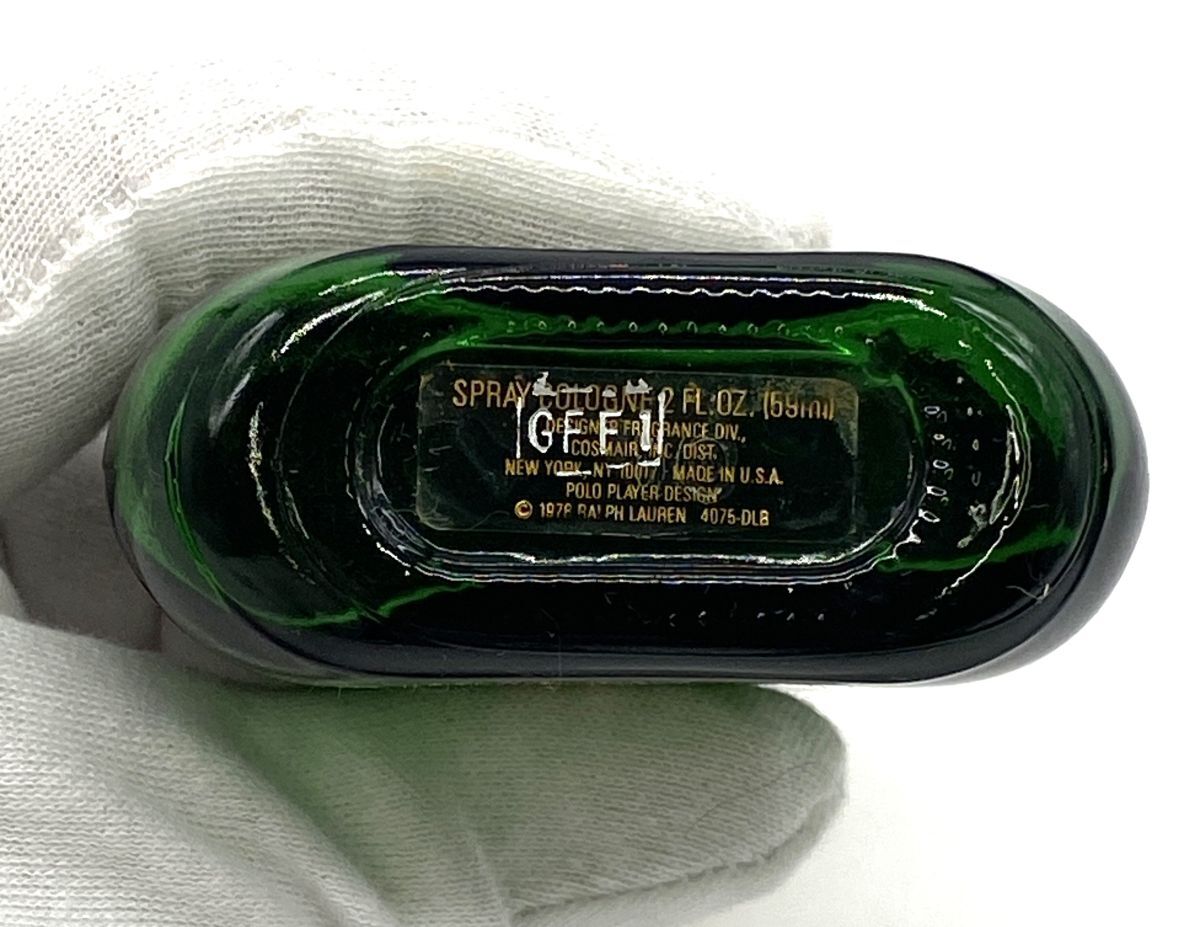 SPRAY COLOGNE 2 FL. OZ. (59ml)
GFF1
DESIGNER FRAGRANCE DIV.,
COSMAIR, INC., DIST.
NEW YORK, NY 10017 MADE IN U.S.A.
POLO PLAYER DESIGN
© 1978 RALPH LAUREN 4075-DLB